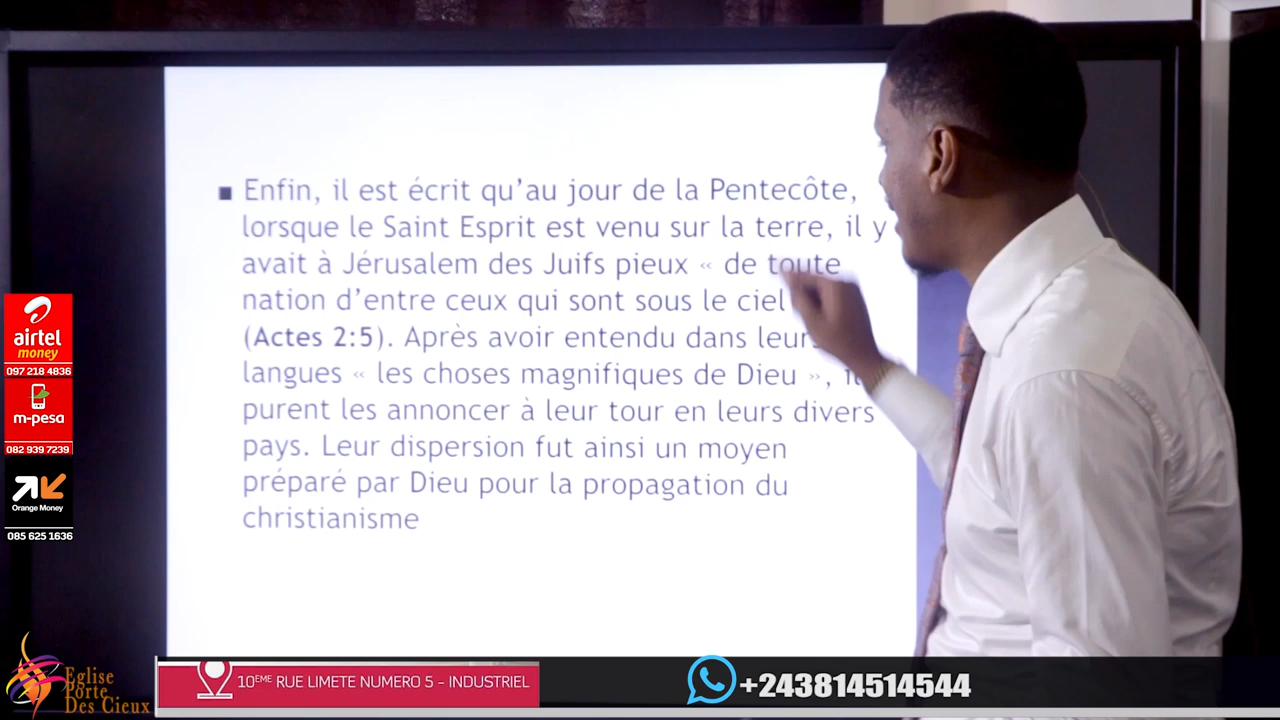 Enfin, il est écrit qu’au jour de la Pentecôte,
lorsque le Saint Esprit est venu sur la terre, il y
avait à Jérusalem des Juifs pieux « de toute
nation d’entre ceux qui sont sous le ciel
(Actes 2:5). Après avoir entendu dans leurs
langues « les choses magnifiques de Dieu »,
purent les annoncer à leur tour en leurs divers
pays. Leur dispersion fut ainsi un moyen
préparé par Dieu pour la propagation du
christianisme
airtel
money
097 218 4836
m-pesa
082 939 7239
Orange Money
085 625 1636
Eglise
Porte
Des Cieux
10EME RUE LIMETE NUMERO 5 - INDUSTRIEL
+243814514544